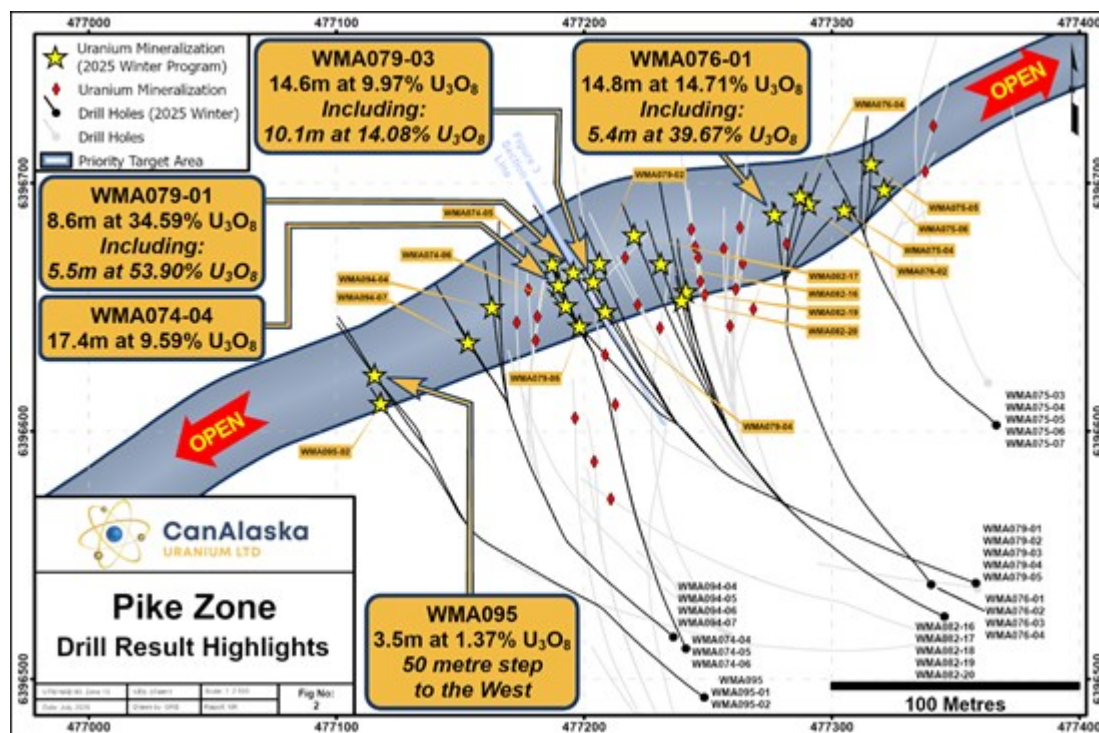 477000
477100
477200
477300
477400
Uranium Mineralization
(2025 Winter Program)
Uranium Mineralization
Drill Holes (2025 Winter)
Drill Holes
Priority Target Area
WMA079-03
14.6m at 9.97% U₃O₈
Including:
10.1m at 14.08% U₃O₈
WMA076-01
14.8m at 14.71% U₃O₈
Including:
5.4m at 39.67% U₃O₈
WMA079-01
8.6m at 34.59% U₃O₈
Including:
5.5m at 53.90% U₃O₈
WMA074-04
17.4m at 9.59% U₃O₈
WMA095
3.5m at 1.37% U₃O₈
50 metre step
to the West
OPEN
OPEN
Figure 3
Section
Line
WMA076-04
WMA079-02
WMA074-05
WMA074-06
WMA094-04
WMA094-07
WMA075-05
WMA075-06
WMA075-04
WMA076-02
WMA082-17
WMA082-16
WMA082-19
WMA082-20
WMA079-04
WMA095-02
6396700
6396600
6396500
6396700
6396600
6396500
WMA075-03
WMA075-04
WMA075-05
WMA075-06
WMA075-07
WMA079-01
WMA079-02
WMA079-03
WMA079-04
WMA079-05
WMA076-01
WMA076-02
WMA076-03
WMA076-04
WMA082-16
WMA082-17
WMA082-18
WMA082-19
WMA082-20
WMA094-04
WMA094-05
WMA094-06
WMA094-07
WMA074-04
WMA074-05
WMA074-06
WMA095
WMA095-01
WMA095-02
CanAlaska
URANIUM LTD
Pike Zone
Drill Result Highlights
Fig No:
2
100 Metres